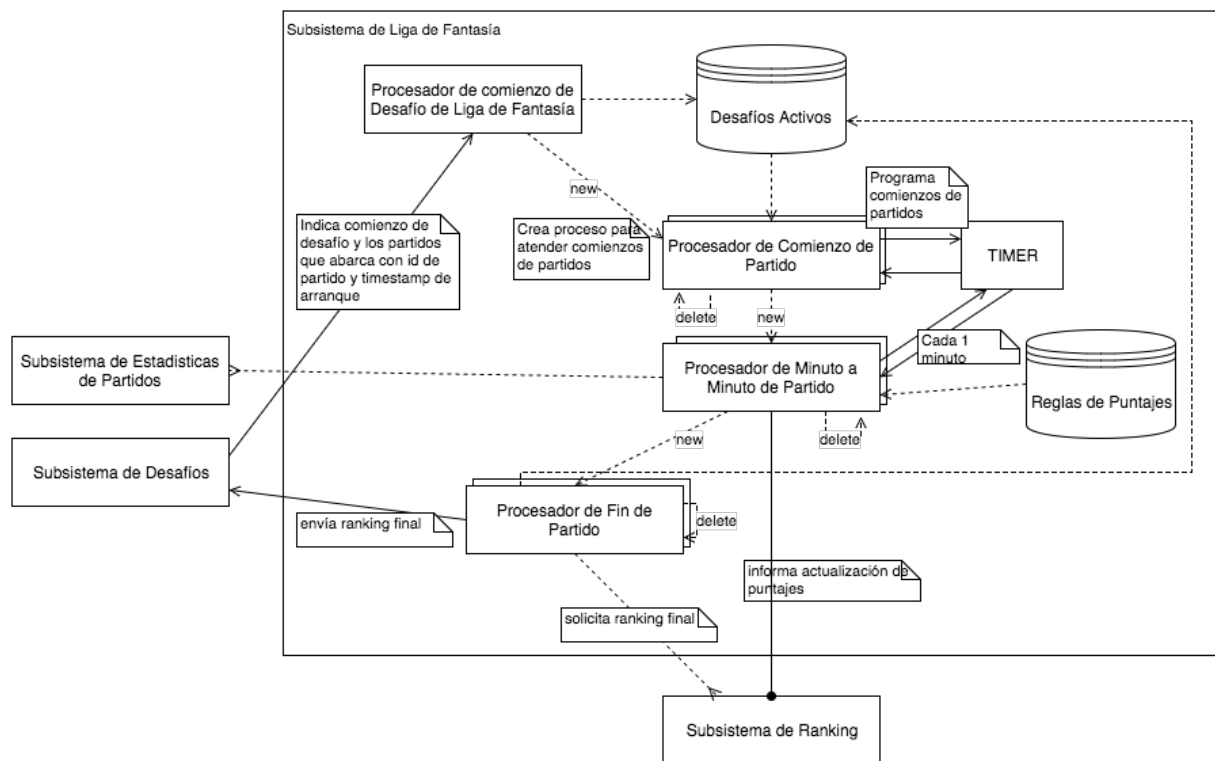 Subsistema de Liga de Fantasía
Procesador de comienzo de
Desafío de Liga de Fantasía
Desafíos Activos
new
Programa
comienzos de
partidos
Indica comienzo de
desafío y los partidos
que abarca con id de
partido y timestamp de
arranque
Crea proceso para
atender comienzos
de partidos
Procesador de Comienzo de
Partido
TIMER
delete
new
Cada 1
minuto
Subsistema de Estadisticas
de Partidos
Procesador de Minuto a
Minuto de Partido
Reglas de Puntajes
new
delete
Subsistema de Desafíos
Procesador de Fin de
Partido
delete
envía ranking final
informa actualización de
puntajes
solicita ranking final
Subsistema de Ranking